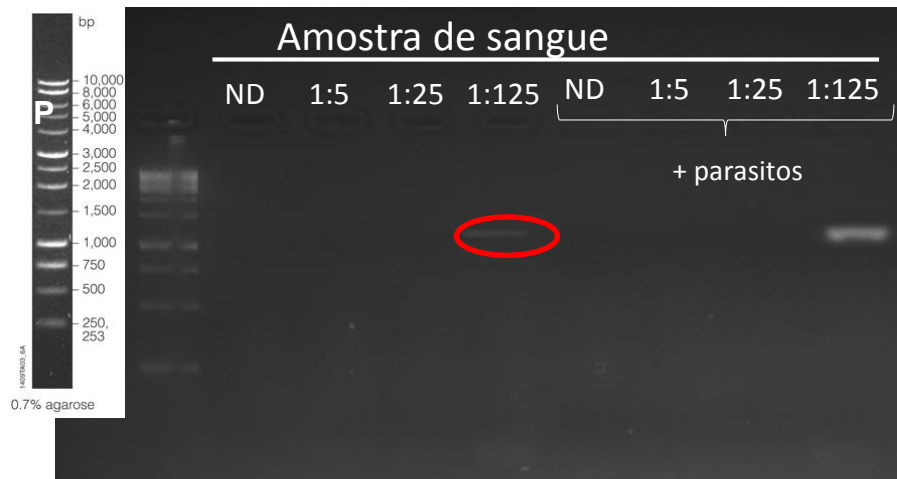 bp
10,000
8,000
6,000
5,000
4,000
3,000
2,500
2,000
1,500
1,000
750
500
250,
253
P
1409TA03_6A
0.7% agarose
Amostra de sangue
ND 1:5 1:25 1:125 ND 1:5 1:25 1:125
+ parasitos